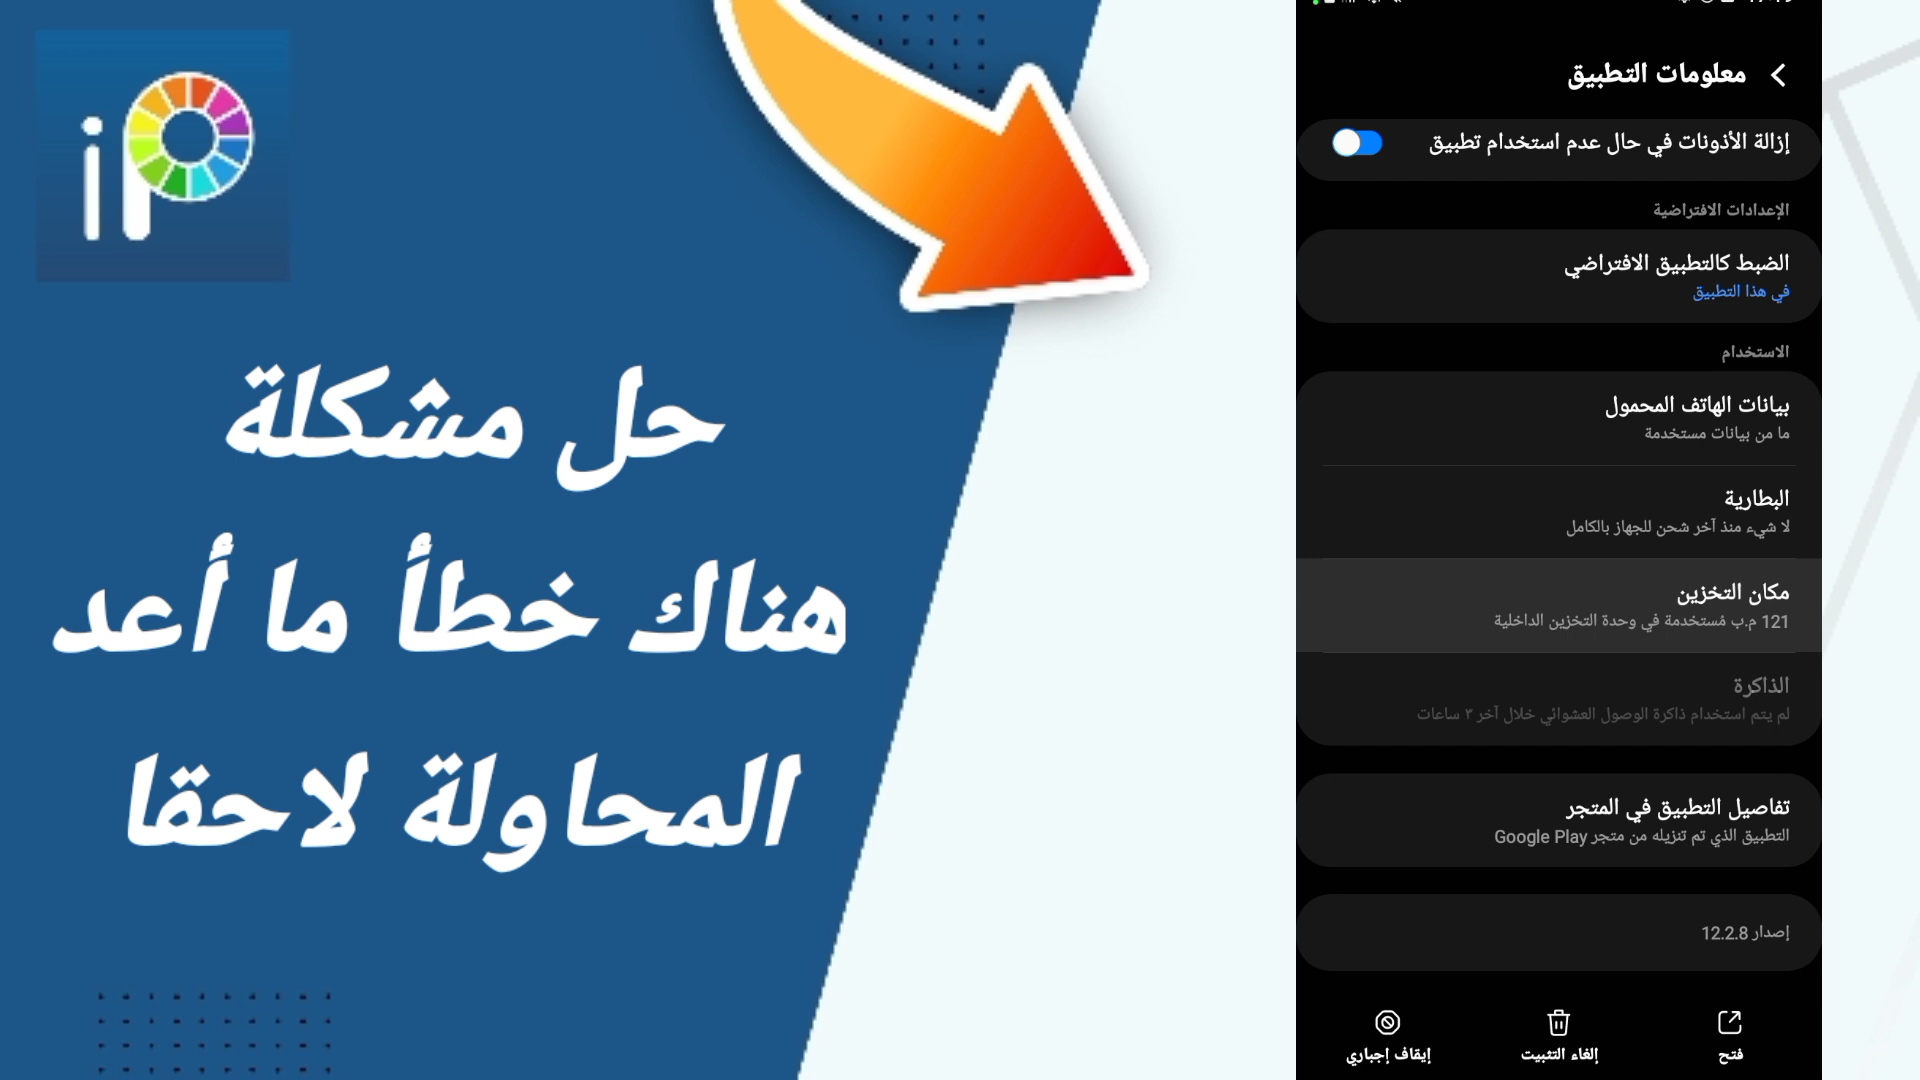 iP
حل مشكلة
هناك خطأ ما أعد
المحاولة لاحقا
معلومات التطبيق
إزالة الأذونات في حال عدم استخدام تطبيق
الإعدادات الافتراضية
الضبط كالتطبيق الافتراضي
في هذا التطبيق
الاستخدام
بيانات الهاتف المحمول
ما من بيانات مستخدمة
البطارية
لا شيء منذ آخر شحن للجهاز بالكامل
مكان التخزين
121 م.ب مُستخدمة في وحدة التخزين الداخلية
الذاكرة
لم يتم استخدام ذاكرة الوصول العشوائي خلال آخر ٣ ساعات
تفاصيل التطبيق في المتجر
التطبيق الذي تم تنزيله من متجر Google Play
إصدار 12.2.8
فتح
إلغاء التثبيت
إيقاف إجباري